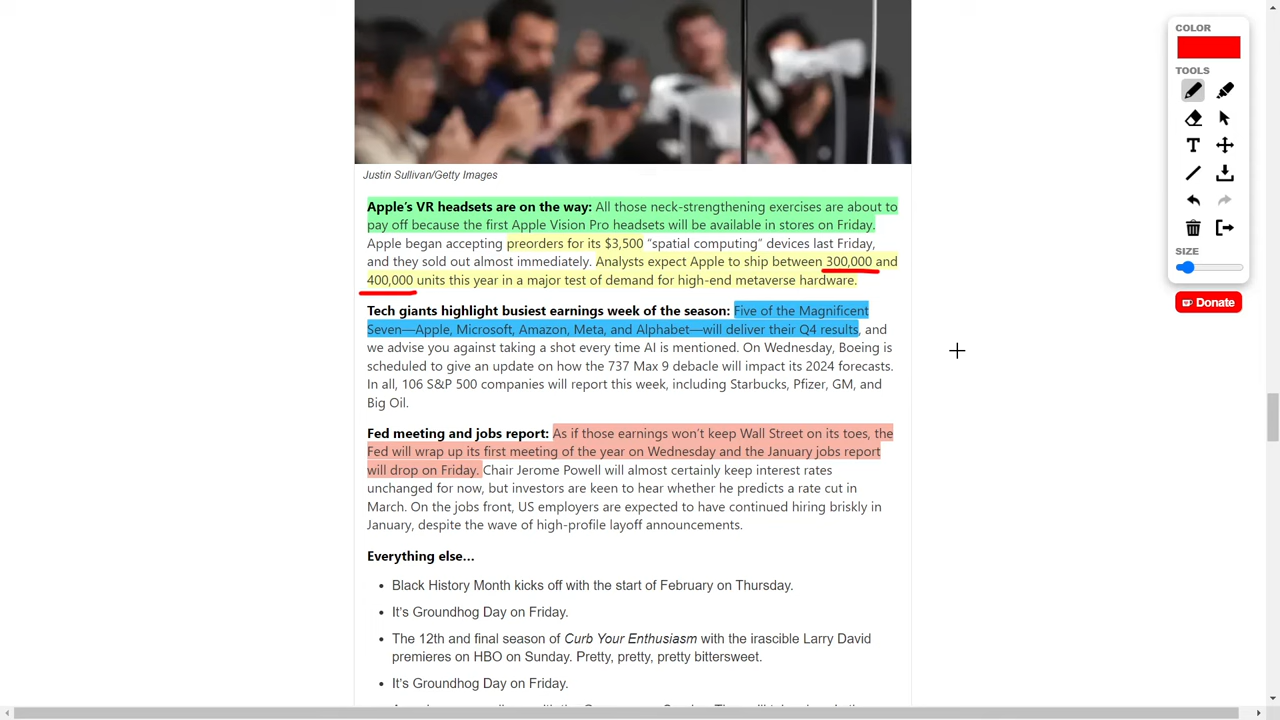 Justin Sullivan/Getty Images
Apple's VR headsets are on the way: All those neck-strengthening exercises are about to
pay off because the first Apple Vision Pro headsets will be available in stores on Friday.
Apple began accepting preorders for its $3,500 “spatial computing” devices last Friday,
and they sold out almost immediately. Analysts expect Apple to ship between 300,000 and
400,000 units this year in a major test of demand for high-end metaverse hardware.
Tech giants highlight busiest earnings week of the season: Five of the Magnificent
Seven—Apple, Microsoft, Amazon, Meta, and Alphabet—will deliver their Q4 results, and
we advise you against taking a shot every time AI is mentioned. On Wednesday, Boeing is
scheduled to give an update on how the 737 Max 9 debacle will impact its 2024 forecasts.
In all, 106 S&P 500 companies will report this week, including Starbucks, Pfizer, GM, and
Big Oil.
Fed meeting and jobs report: As if those earnings won't keep Wall Street on its toes, the
Fed will wrap up its first meeting of the year on Wednesday and the January jobs report
will drop on Friday. Chair Jerome Powell will almost certainly keep interest rates
unchanged for now, but investors are keen to hear whether he predicts a rate cut in
March. On the jobs front, US employers are expected to have continued hiring briskly in
January, despite the wave of high-profile layoff announcements.
Everything else…
• Black History Month kicks off with the start of February on Thursday.
• It's Groundhog Day on Friday.
• The 12th and final season of Curb Your Enthusiasm with the irascible Larry David
premieres on HBO on Sunday. Pretty, pretty, pretty bittersweet.
• It's Groundhog Day on Friday.
COLOR
TOOLS
T
SIZE
Donate